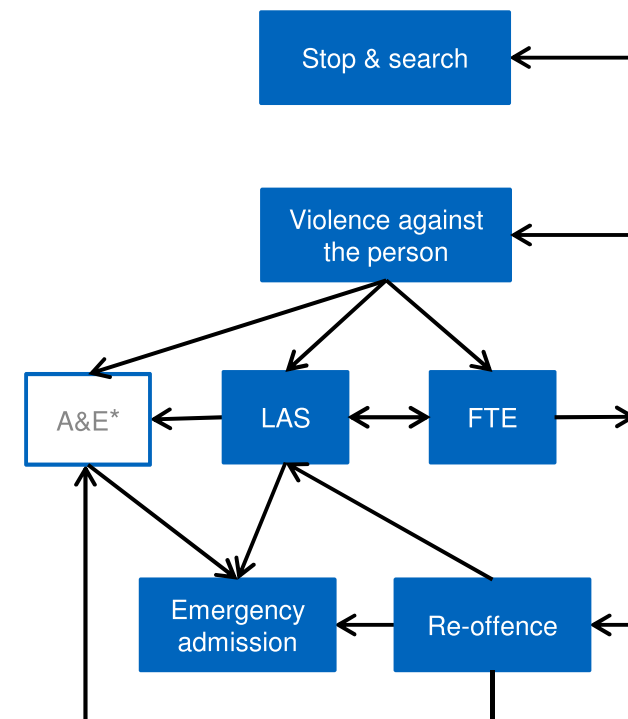 Stop & search
Violence against
the person
A&E*
LAS
FTE
Emergency
admission
Re-offence